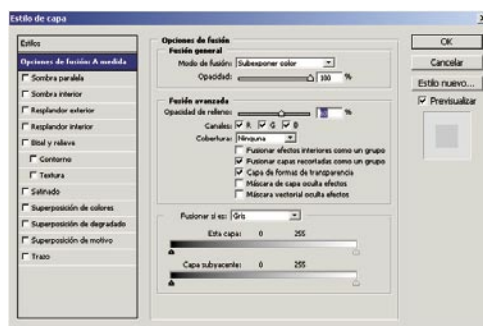 Estilo de capa
Estilos
Opciones de fusión: A medida
Sombra paralela
Sombra interior
Resplandor exterior
Resplandor interior
Bisel y relieve
Contorno
Textura
Satinado
Superposición de colores
Superposición de degradado
Superposición de motivo
Trazo
Opciones de fusión
Fusión general
Modo de fusión: Subexponer color
Opacidad: 100 %
Fusión avanzada
Opacidad de relleno: %
Canales: R G B
Cobertura: Ninguna
Fusionar efectos interiores como un grupo
Fusionar capas recortadas como un grupo
Capa de formas de transparencia
Máscara de capa oculta efectos
Máscara vectorial oculta efectos
Fusionar si es: Gris
Esta capa: 0 255
Capa subyacente: 0 255
OK
Cancelar
Estilo nuevo...
Previsualizar